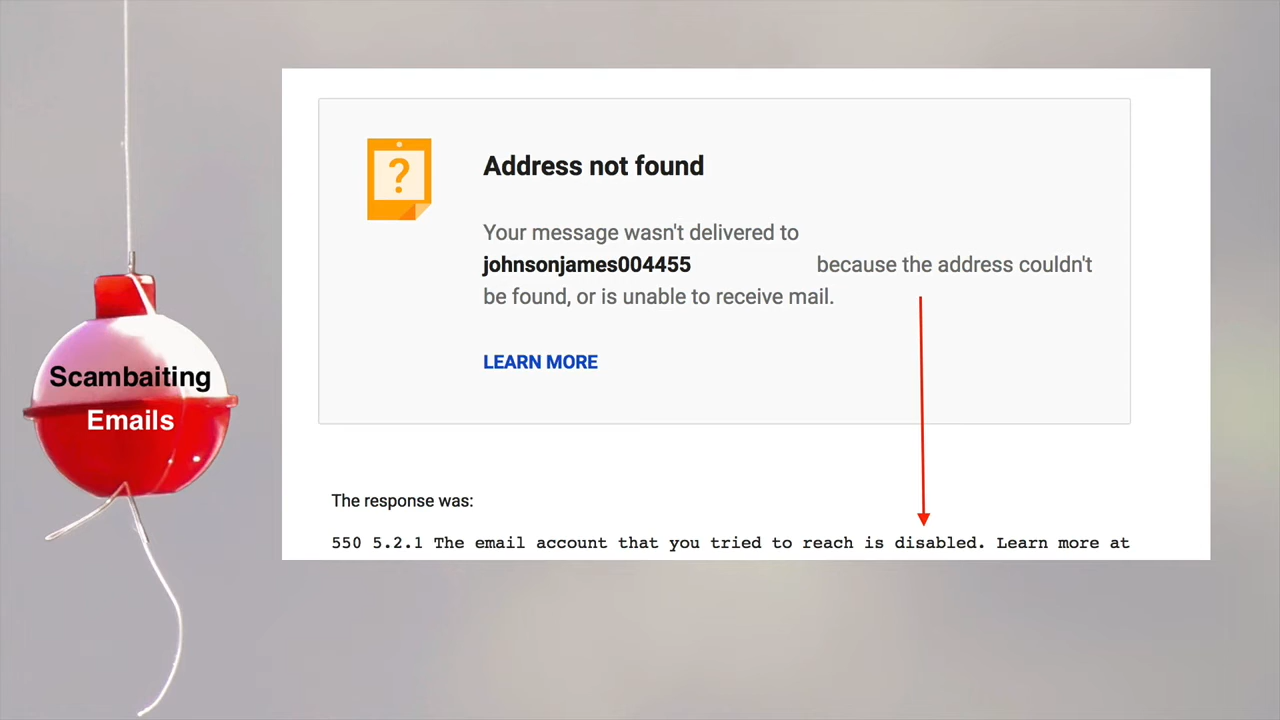 Scambaiting
Emails
?
Address not found
Your message wasn't delivered to
johnsonjames004455 because the address couldn't
be found, or is unable to receive mail.
LEARN MORE
The response was:
550 5.2.1 The email account that you tried to reach is disabled. Learn more at